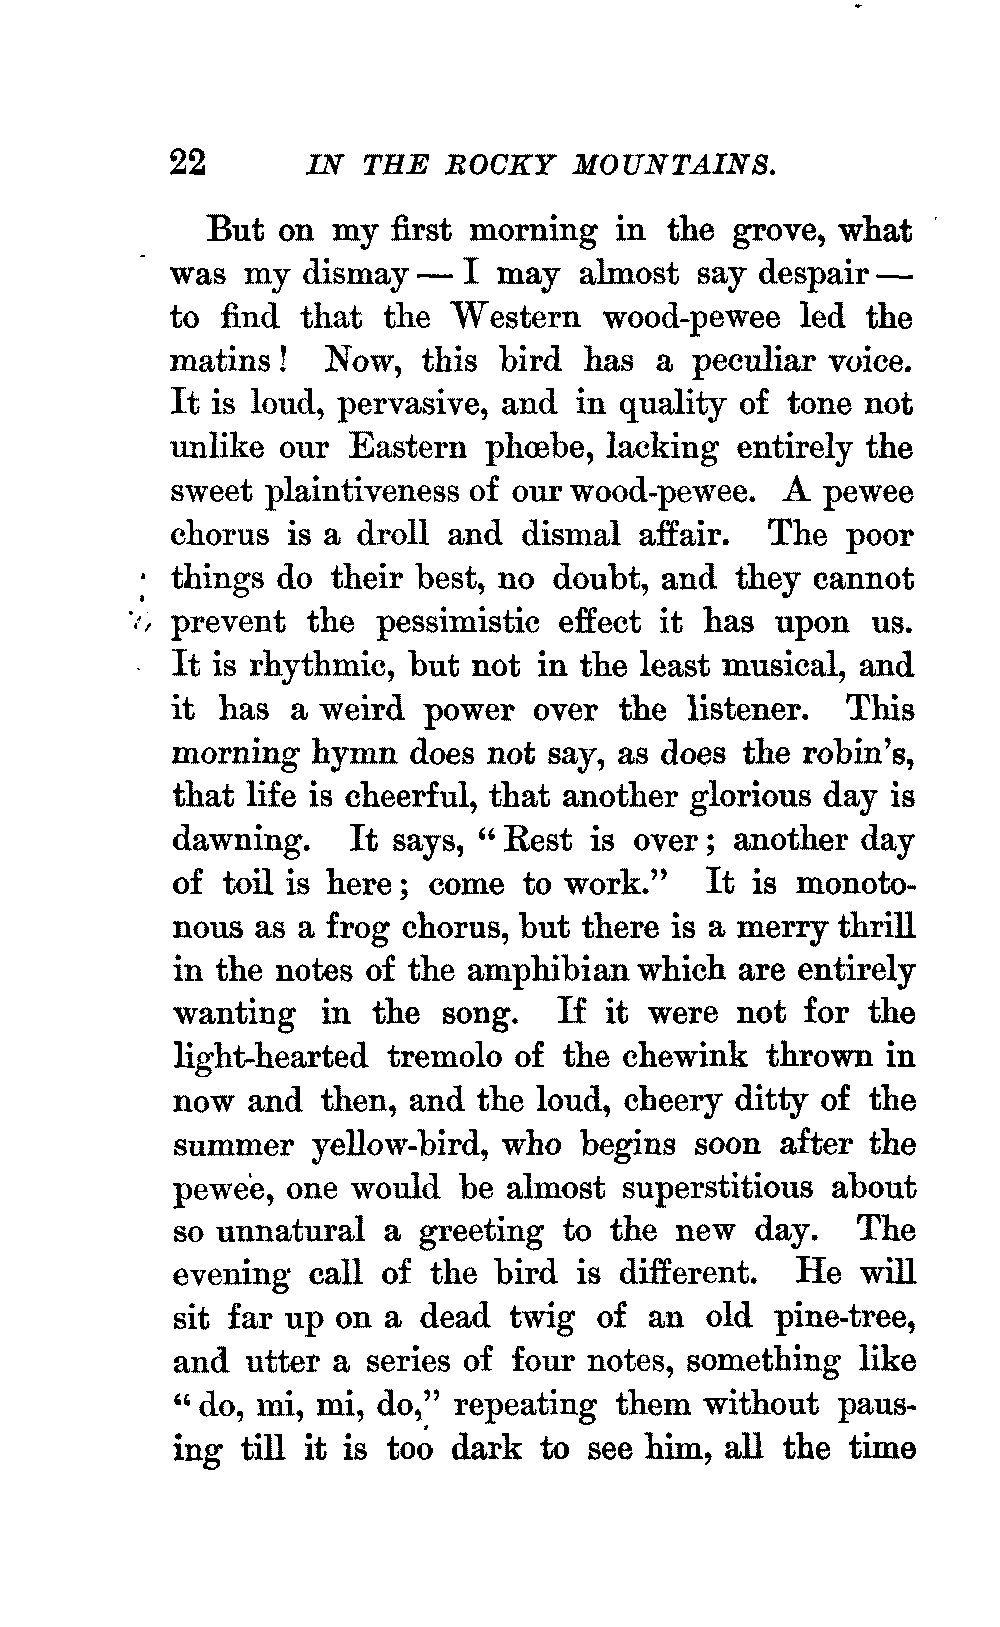 22 IN THE ROCKY MOUNTAINS.
But on my first morning in the grove, what
was my dismay — I may almost say despair —
to find that the Western wood-pewee led the
matins! Now, this bird has a peculiar voice.
It is loud, pervasive, and in quality of tone not
unlike our Eastern phœbe, lacking entirely the
sweet plaintiveness of our wood-pewee. A pewee
chorus is a droll and dismal affair. The poor
things do their best, no doubt, and they cannot
prevent the pessimistic effect it has upon us.
It is rhythmic, but not in the least musical, and
it has a weird power over the listener. This
morning hymn does not say, as does the robin's,
that life is cheerful, that another glorious day is
dawning. It says, "Rest is over; another day
of toil is here; come to work." It is monoto-
nous as a frog chorus, but there is a merry thrill
in the notes of the amphibian which are entirely
wanting in the song. If it were not for the
light-hearted tremolo of the chewink thrown in
now and then, and the loud, cheery ditty of the
summer yellow-bird, who begins soon after the
pewee, one would be almost superstitious about
so unnatural a greeting to the new day. The
evening call of the bird is different. He will
sit far up on a dead twig of an old pine-tree,
and utter a series of four notes, something like
"do, mi, mi, do," repeating them without paus-
ing till it is too dark to see him, all the time